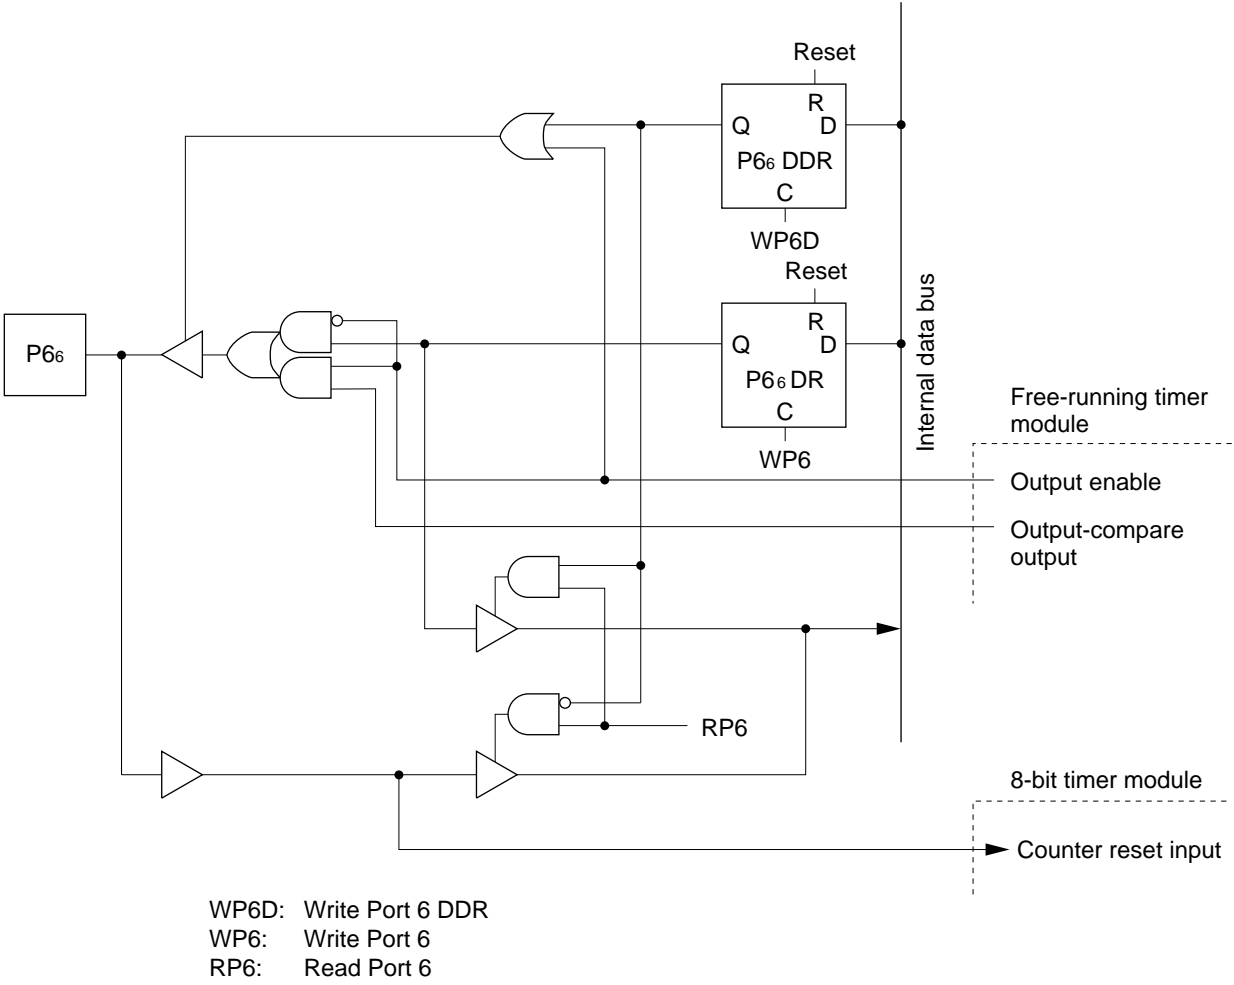 Reset
R
Q D
P6₆ DDR
C
WP6D
Reset
R
Q D
P6₆ DR
C
WP6
P6₆
Internal data bus
Free-running timer
module
Output enable
Output-compare
output
RP6
8-bit timer module
Counter reset input
WP6D: Write Port 6 DDR
WP6: Write Port 6
RP6: Read Port 6